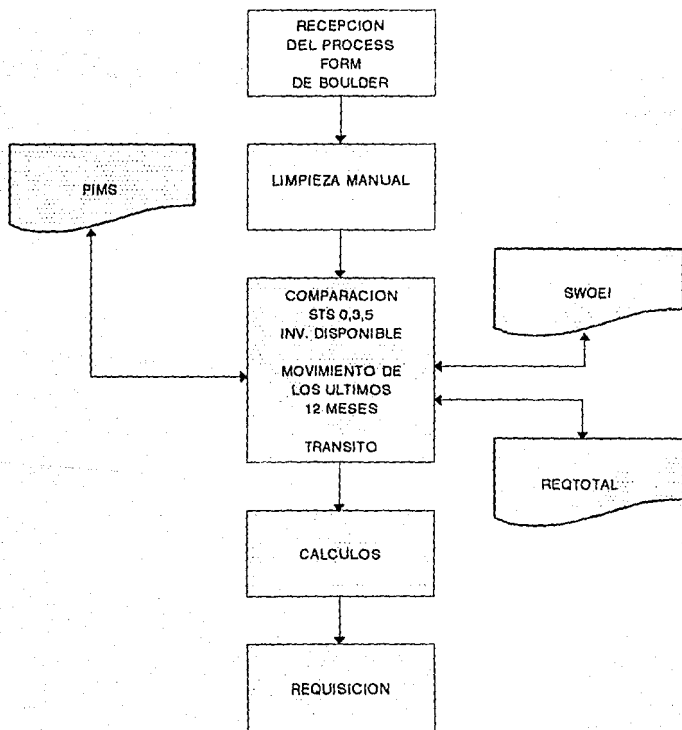 RECEPCION
DEL PROCESS
FORM
DE BOULDER
LIMPIEZA MANUAL
PIMS
COMPARACION
STS 0,3,5
INV. DISPONIBLE
MOVIMIENTO DE
LOS ULTIMOS
12 MESES
TRANSITO
SWOEI
REQTOTAL
CALCULOS
REQUISICION